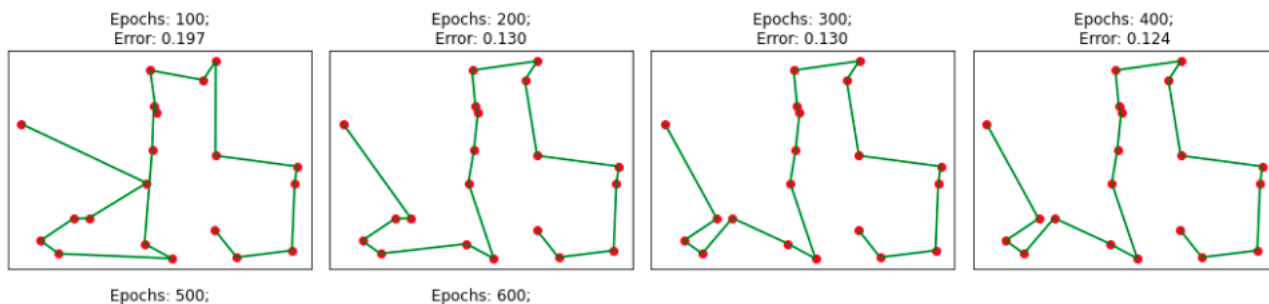 Epochs: 100;
Error: 0.197
Epochs: 200;
Error: 0.130
Epochs: 300;
Error: 0.130
Epochs: 400;
Error: 0.124
Epochs: 500;
Epochs: 600;